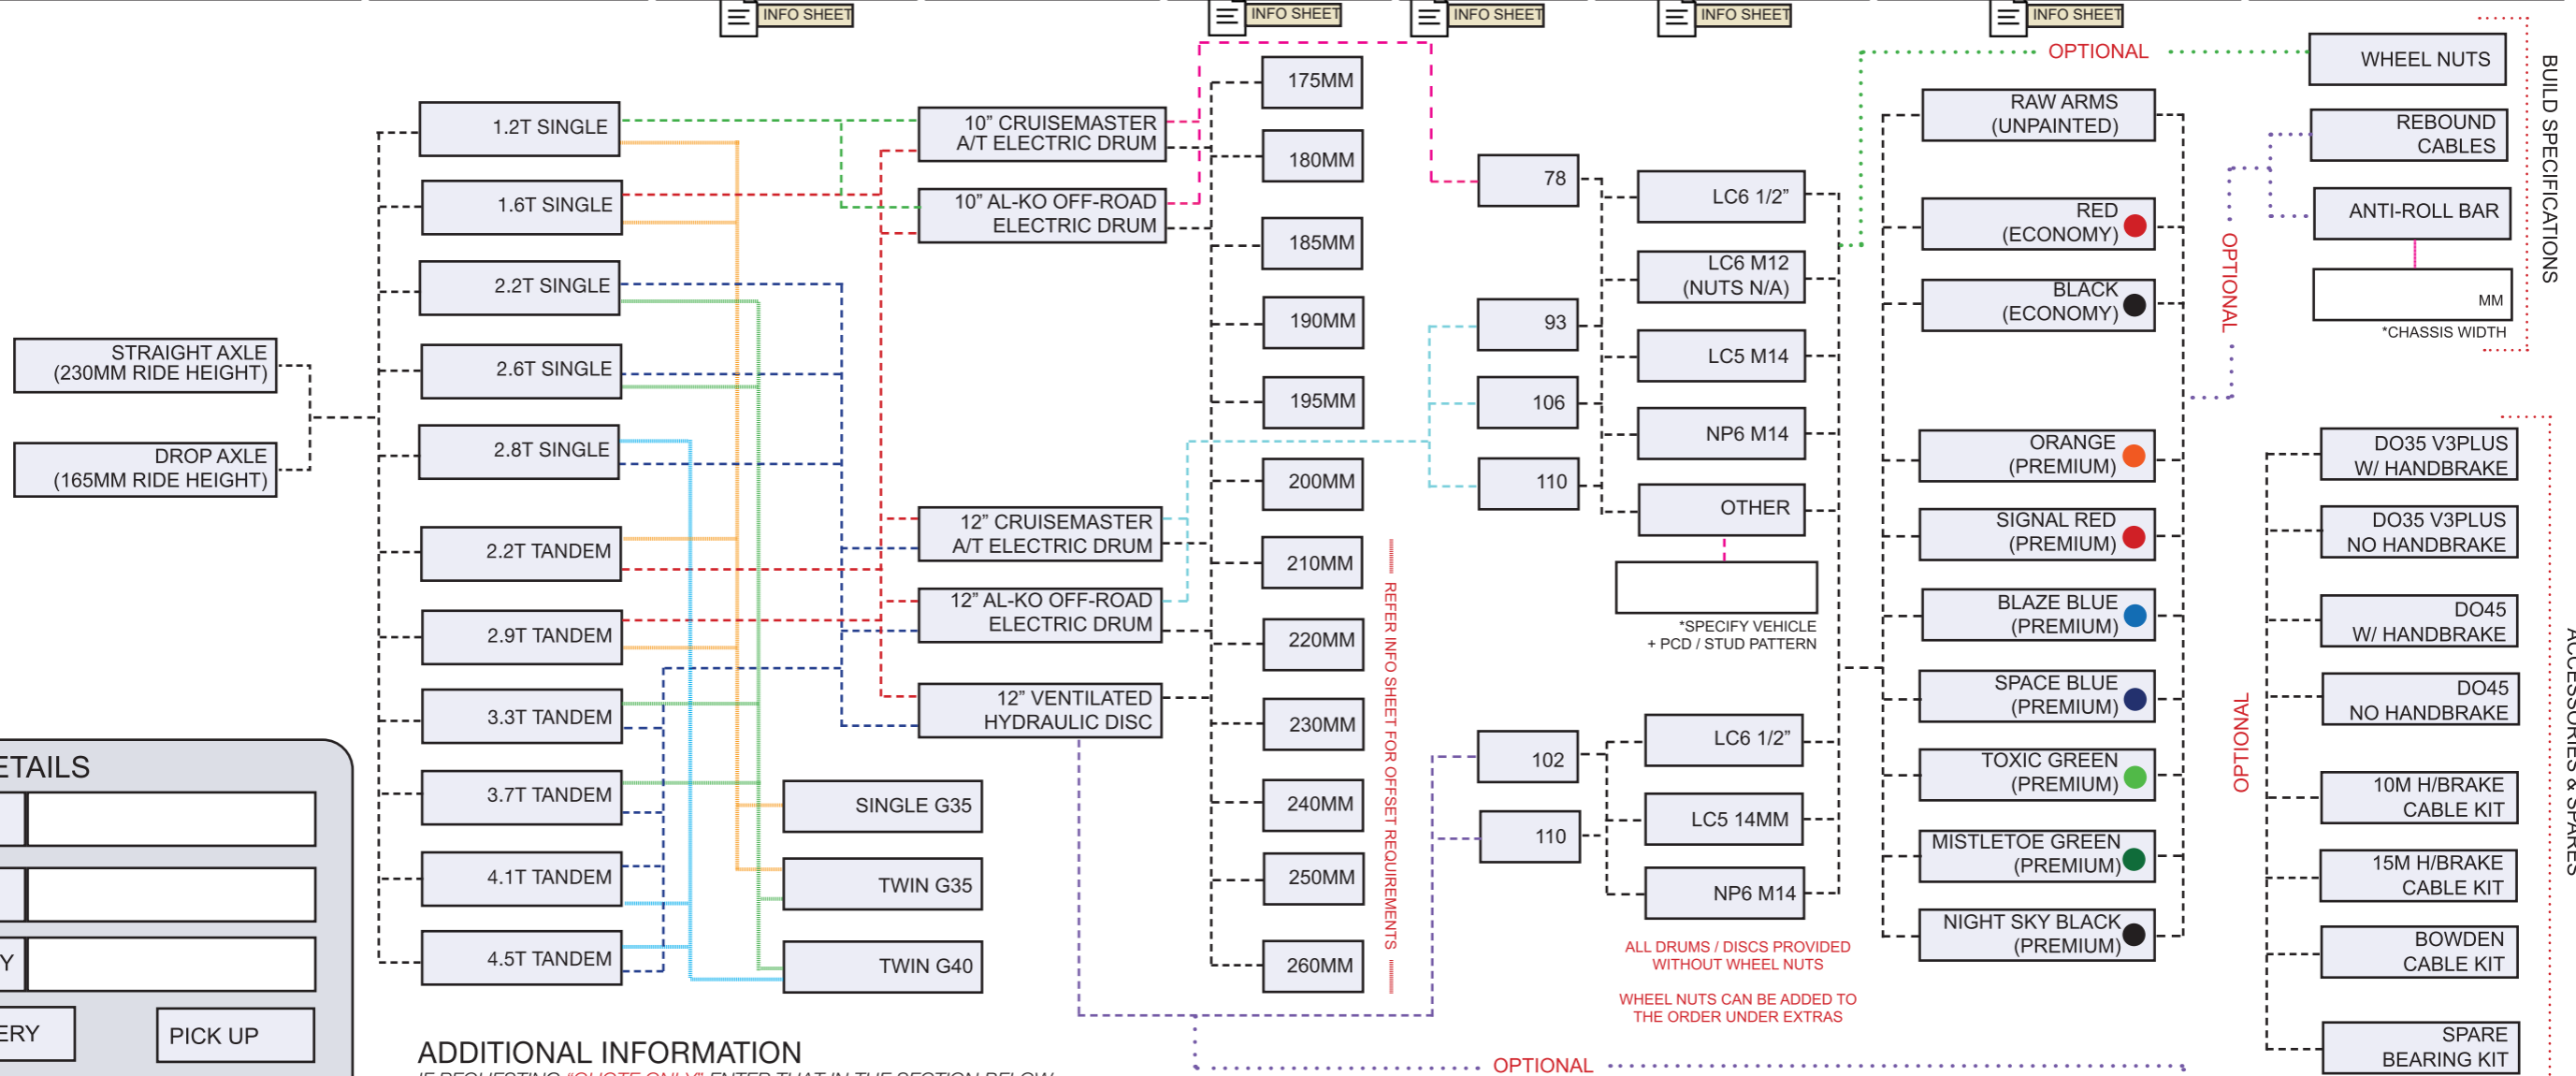 INFO SHEET
INFO SHEET
INFO SHEET
INFO SHEET
INFO SHEET
STRAIGHT AXLE
(230MM RIDE HEIGHT)
DROP AXLE
(165MM RIDE HEIGHT)
1.2T SINGLE
1.6T SINGLE
2.2T SINGLE
2.6T SINGLE
2.8T SINGLE
2.2T TANDEM
2.9T TANDEM
3.3T TANDEM
3.7T TANDEM
4.1T TANDEM
4.5T TANDEM
10” CRUISEMASTER
A/T ELECTRIC DRUM
10” AL-KO OFF-ROAD
ELECTRIC DRUM
12” CRUISEMASTER
A/T ELECTRIC DRUM
12” AL-KO OFF-ROAD
ELECTRIC DRUM
12” VENTILATED
HYDRAULIC DISC
SINGLE G35
TWIN G35
TWIN G40
175MM
180MM
185MM
190MM
195MM
200MM
210MM
220MM
230MM
240MM
250MM
260MM
REFER INFO SHEET FOR OFFSET REQUIREMENTS
78
93
106
110
102
110
LC6 1/2”
LC6 M12
(NUTS N/A)
LC5 M14
NP6 M14
OTHER
*SPECIFY VEHICLE
+ PCD / STUD PATTERN
LC6 1/2”
LC5 14MM
NP6 M14
ALL DRUMS / DISCS PROVIDED
WITHOUT WHEEL NUTS
WHEEL NUTS CAN BE ADDED TO
THE ORDER UNDER EXTRAS
OPTIONAL
RAW ARMS
(UNPAINTED)
RED
(ECONOMY)
BLACK
(ECONOMY)
ORANGE
(PREMIUM)
SIGNAL RED
(PREMIUM)
BLAZE BLUE
(PREMIUM)
SPACE BLUE
(PREMIUM)
TOXIC GREEN
(PREMIUM)
MISTLETOE GREEN
(PREMIUM)
NIGHT SKY BLACK
(PREMIUM)
OPTIONAL
OPTIONAL
OPTIONAL
WHEEL NUTS
REBOUND
CABLES
ANTI-ROLL BAR
MM
*CHASSIS WIDTH
BUILD SPECIFICATIONS
DO35 V3PLUS
W/ HANDBRAKE
DO35 V3PLUS
NO HANDBRAKE
DO45
W/ HANDBRAKE
DO45
NO HANDBRAKE
10M H/BRAKE
CABLE KIT
15M H/BRAKE
CABLE KIT
BOWDEN
CABLE KIT
SPARE
BEARING KIT
ACCESSORIES & SPARES
ETAILS
Y
ERY
PICK UP
ADDITIONAL INFORMATION
IF REQUESTING “QUOTE ONLY” ENTER THAT IN THE SECTION BELOW